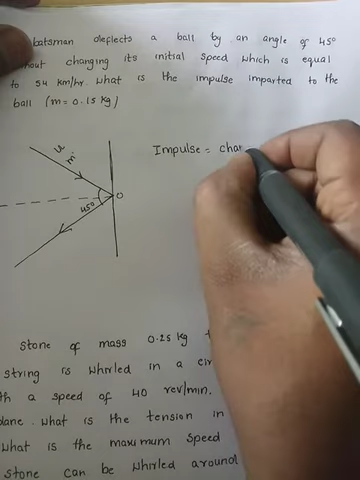 batsman deflects a ball by an angle of 45°
out changing its initial speed which is equal
to 54 km/hr. What is the impulse imparted to the
ball (m = 0.15 kg)
u
m
Impulse = cha
O
45°
stone of mass 0.25 kg
string is whirled in a cir
th a speed of 40 rev/min.
plane. What is the tension in
what is the maximum speed
stone can be whirled around